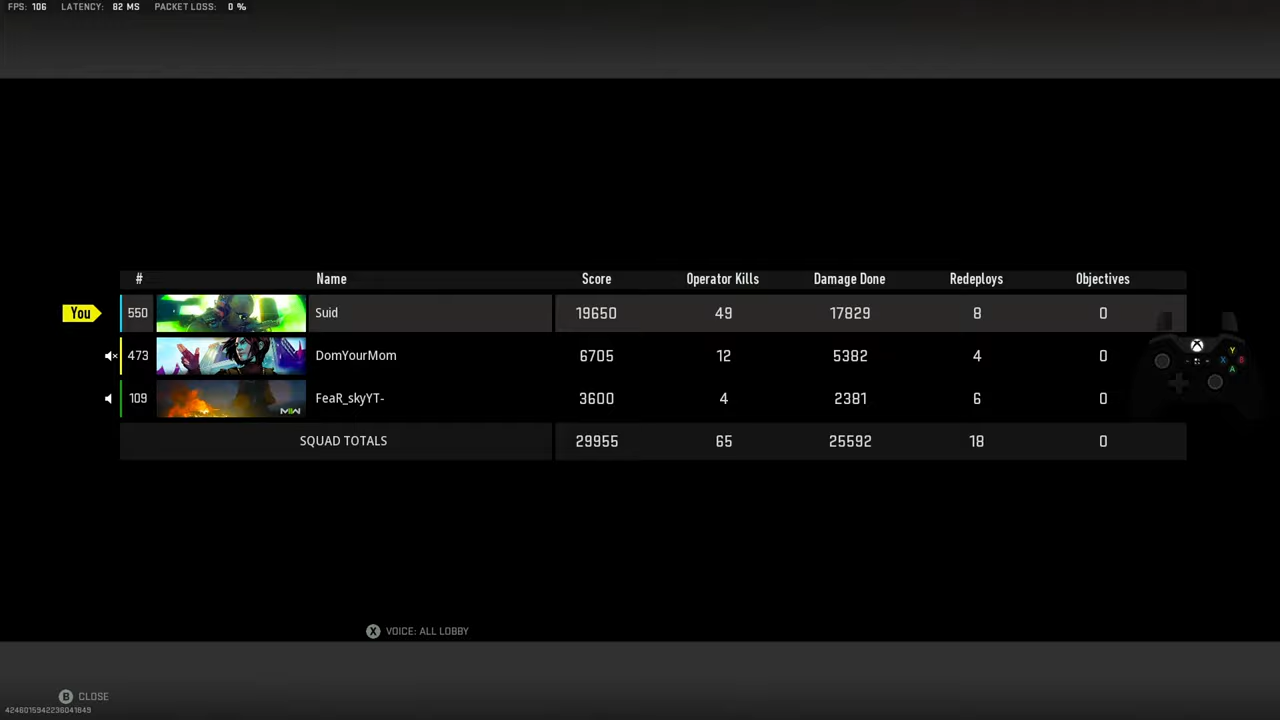 FPS: 106 LATENCY: 82 MS PACKET LOSS: 0 %
# Name Score Operator Kills Damage Done Redeploys Objectives
You 550 Suid 19650 49 17829 8 0
473 DomYourMom 6705 12 5382 4 0
109 FeaR_skyYT- 3600 4 2381 6 0
SQUAD TOTALS 29955 65 25592 18 0
X VOICE: ALL LOBBY
B CLOSE